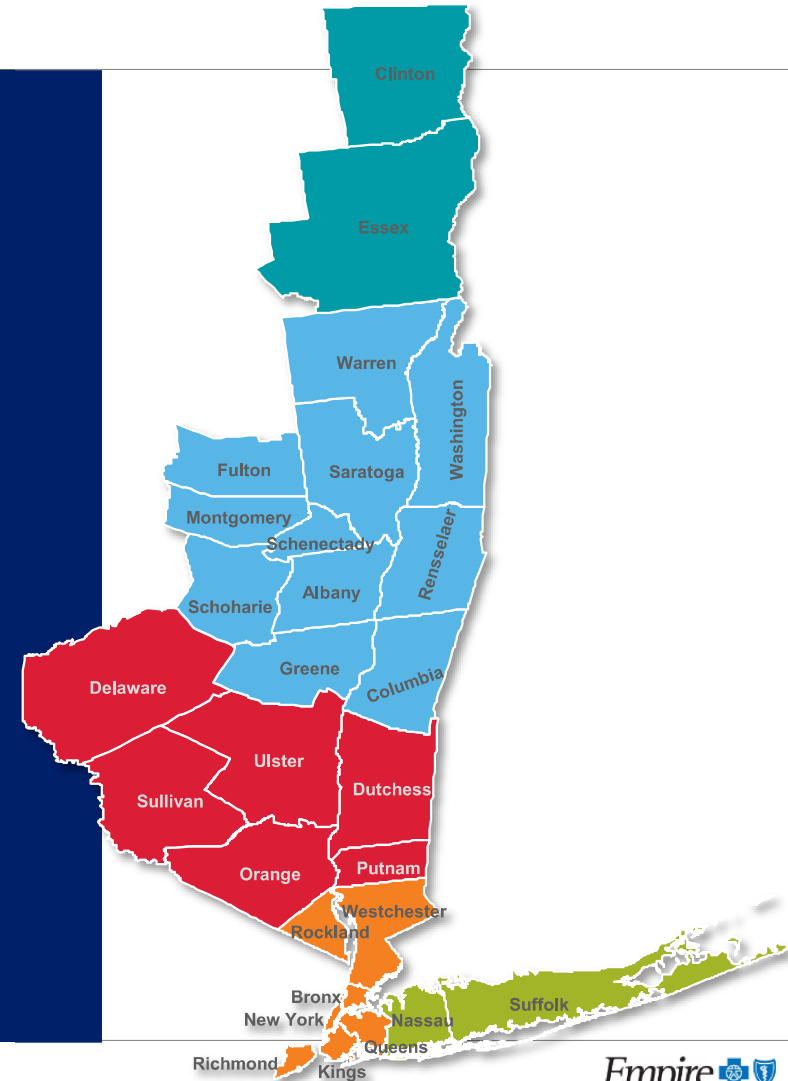 Clinton
Essex
Warren
Washington
Fulton
Saratoga
Montgomery
Schenectady
Rensselaer
Albany
Schoharie
Greene
Columbia
Delaware
Ulster
Dutchess
Sullivan
Orange
Putnam
Westchester
Rockland
Bronx
New York
Nassau
Suffolk
Queens
Richmond
Kings
Empire